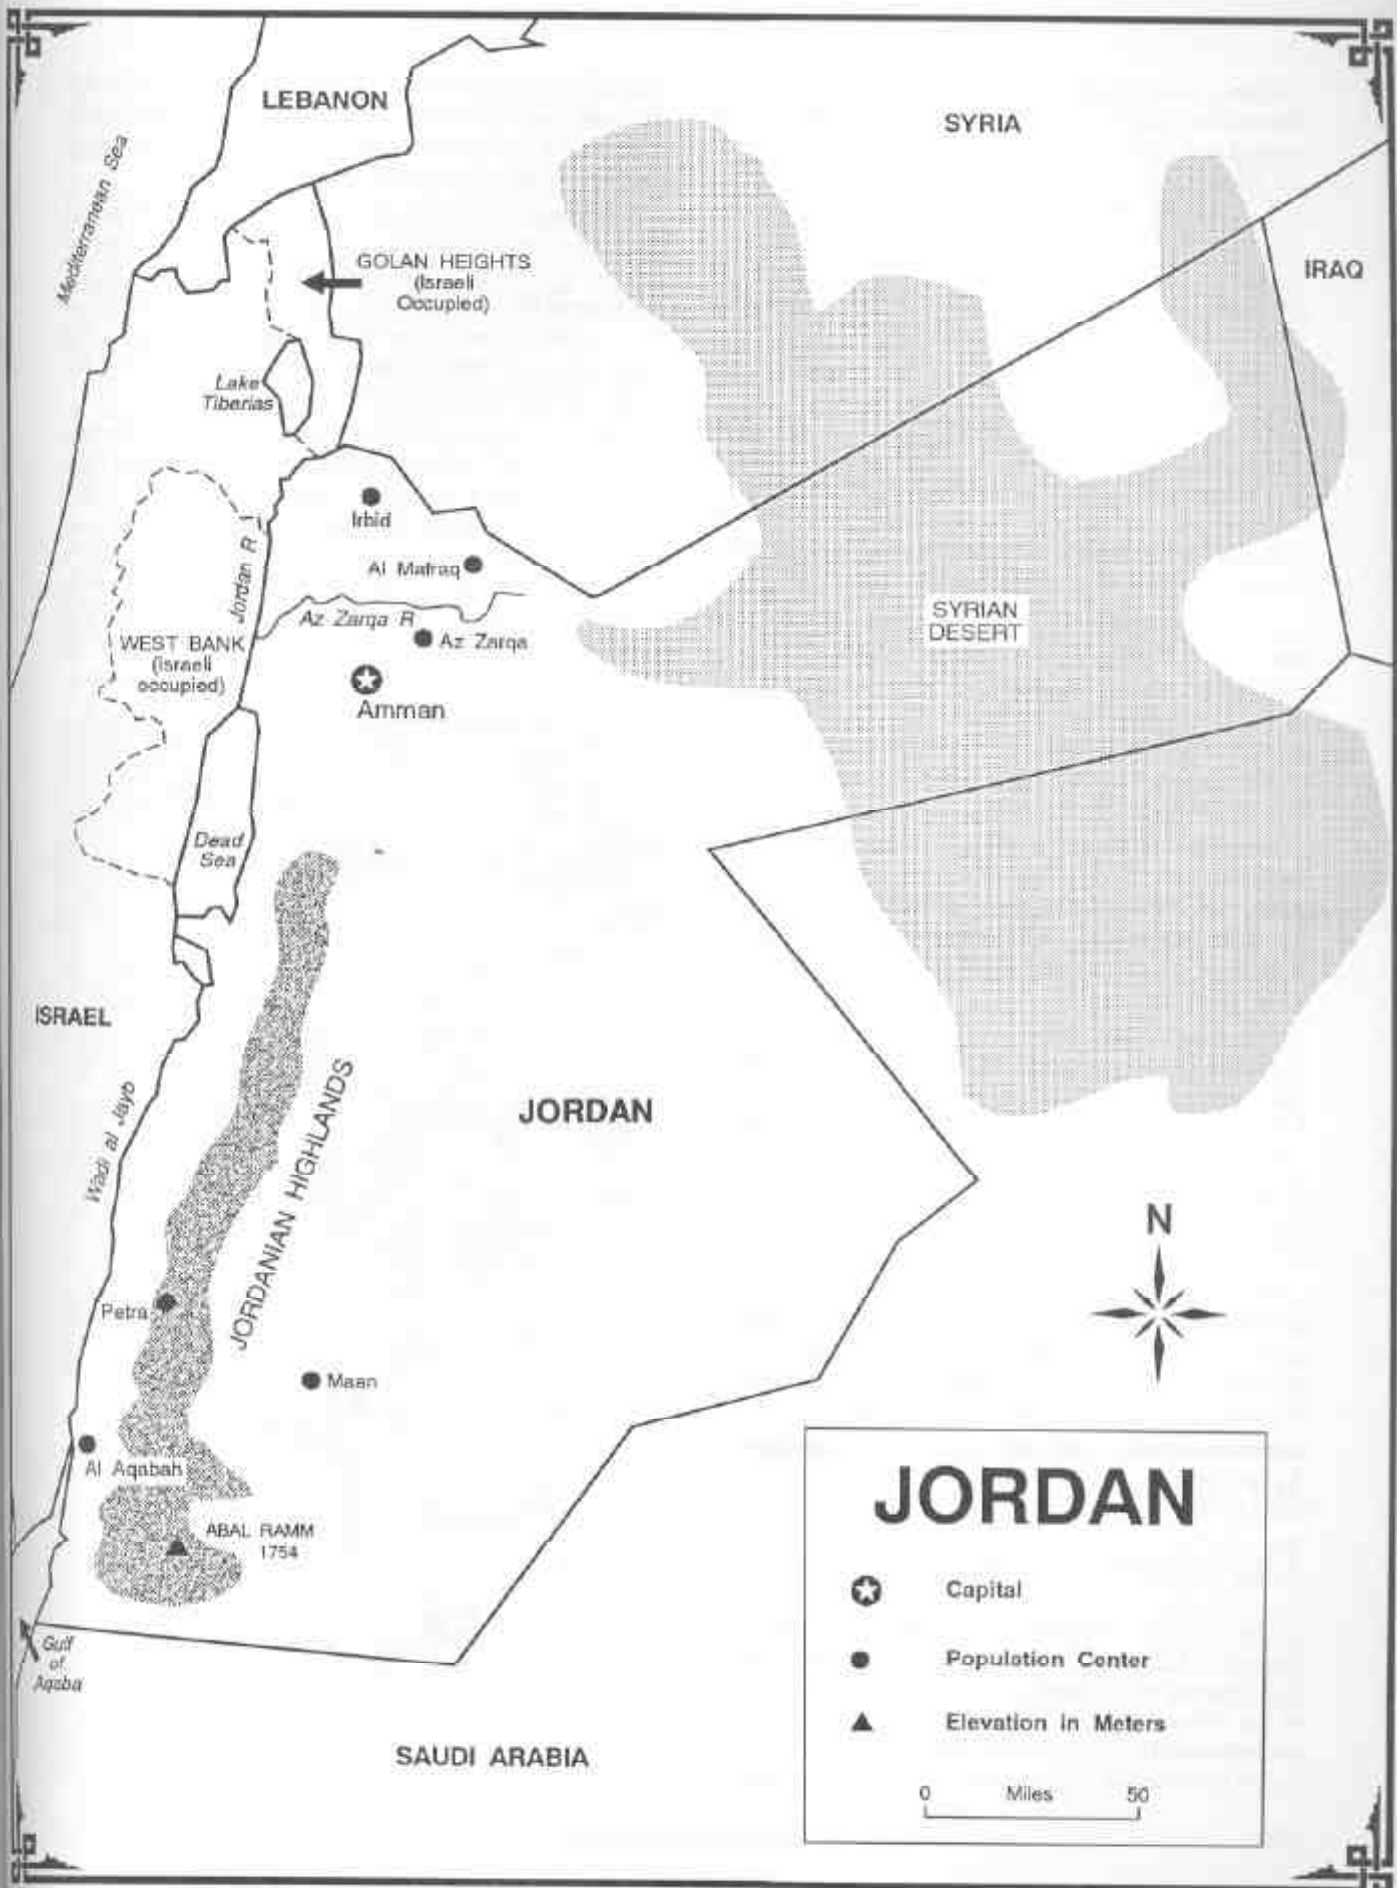 LEBANON
SYRIA
Mediterranean Sea
GOLAN HEIGHTS
(Israeli
Occupied)
IRAQ
Lake
Tiberias
Irbid
Jordan R
Al Mafraq
Az Zarqa R
Az Zarqa
SYRIAN
DESERT
WEST BANK
(Israeli
occupied)
Amman
Dead
Sea
ISRAEL
Wadi al Jayb
JORDANIAN HIGHLANDS
JORDAN
N
Petra
Maan
Al Aqabah
ABAL RAMM
1754
Gulf
of
Aqaba
SAUDI ARABIA
JORDAN
Capital
Population Center
Elevation in Meters
0 Miles 50